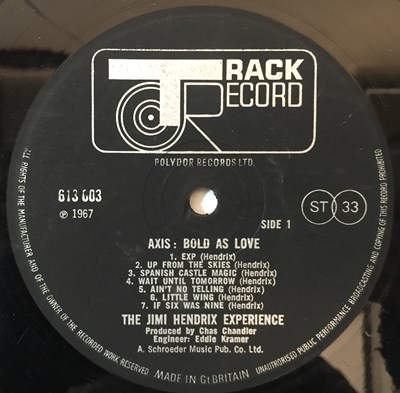 TRACK
RECORD
POLYDOR RECORDS LTD.
613 003
℗ 1967
SIDE 1
ST 33
AXIS: BOLD AS LOVE
1. EXP (Hendrix)
2. UP FROM THE SKIES (Hendrix)
3. SPANISH CASTLE MAGIC (Hendrix)
4. WAIT UNTIL TOMORROW (Hendrix)
5. AIN'T NO TELLING (Hendrix)
6. LITTLE WING (Hendrix)
7. IF SIX WAS NINE (Hendrix)
THE JIMI HENDRIX EXPERIENCE
Produced by Chas Chandler
Engineer: Eddie Kramer
A. Schroeder Music Pub. Co. Ltd.
ALL RIGHTS OF THE MANUFACTURER AND OF THE OWNER OF THE RECORDED WORK RESERVED
MADE IN Gt BRITAIN
UNAUTHORISED PUBLIC PERFORMANCE BROADCASTING AND COPYING OF THIS RECORD PROHIBITED